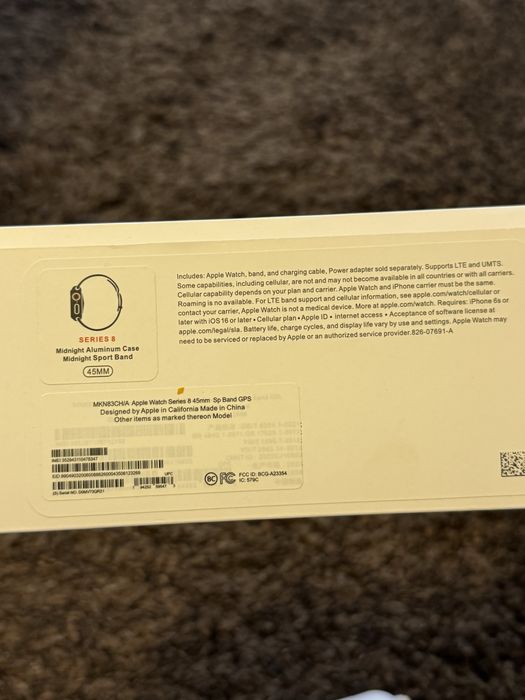 Includes: Apple Watch, band, and charging cable. Power adapter sold separately. Supports LTE and UMTS.
Some capabilities, including cellular, are not and may not become available in all countries or with all carriers.
Cellular capability depends on your plan and carrier. Apple Watch and iPhone carrier must be the same.
Roaming is no available. For LTE band support and cellular information, see apple.com/watch/cellular or
contact your carrier, Apple Watch is not a medical device. More at apple.com/watch. Requires: iPhone 6s or
later with iOS 16 or later • Cellular plan • Apple ID • internet access • Acceptance of software license at
apple.com/legal/sla. Battery life, charge cycles, and display life vary by use and settings. Apple Watch may
need to be serviced or replaced by Apple or an authorized service provider.826-07691-A
SERIES 8
Midnight Aluminum Case
Midnight Sport Band
45MM
MKN83CH/A Apple Watch Series 8 45mm Sp Band GPS
Designed by Apple in California Made in China
Other items as marked thereon Model
UPC
BC FC FCC ID: BCG-A23354
IC: 579C